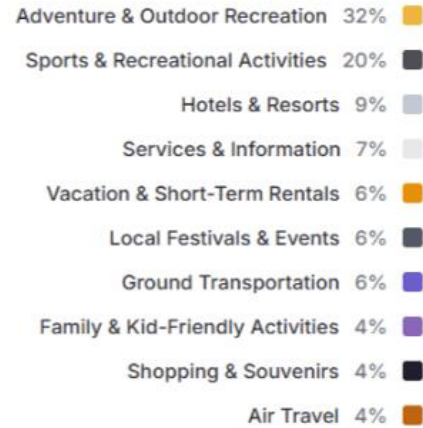 Adventure & Outdoor Recreation 32%
Sports & Recreational Activities 20%
Hotels & Resorts 9%
Services & Information 7%
Vacation & Short-Term Rentals 6%
Local Festivals & Events 6%
Ground Transportation 6%
Family & Kid-Friendly Activities 4%
Shopping & Souvenirs 4%
Air Travel 4%